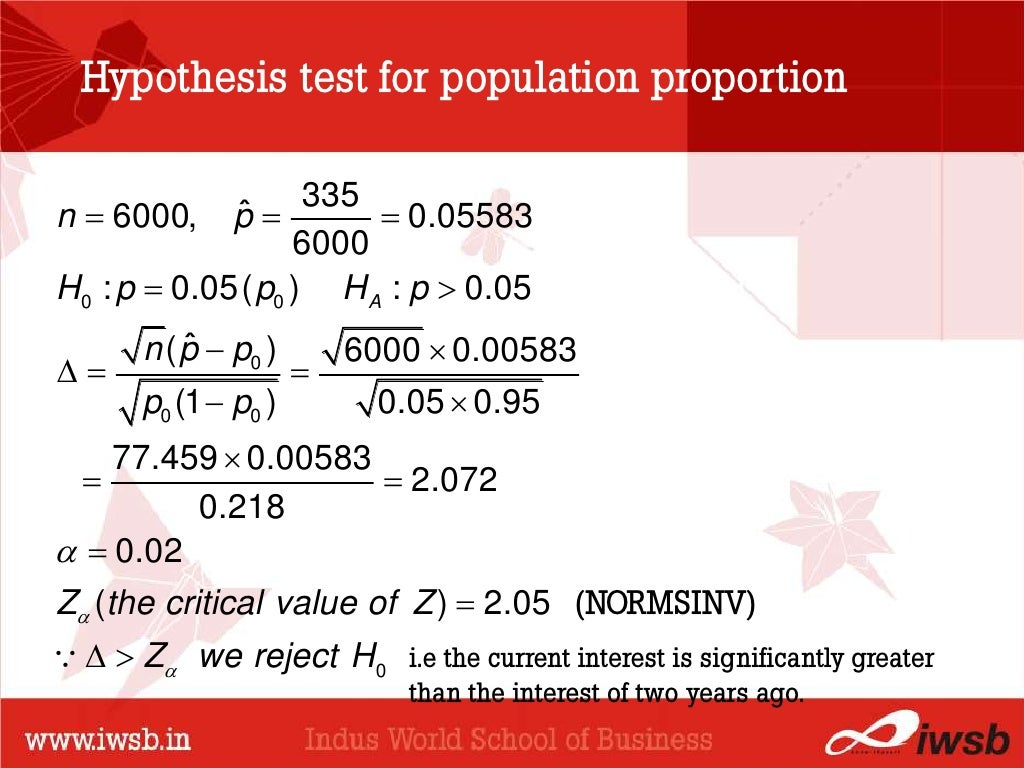 Hypothesis test for population proportion
n = 6000, p̂ = 335/6000 = 0.05583
H₀ : p = 0.05(p₀) H_A : p > 0.05
Δ = √n(p̂ − p₀)/√(p₀(1 − p₀)) = √6000 × 0.00583/√(0.05 × 0.95)
= 77.459 × 0.00583/0.218 = 2.072
α = 0.02
Z_α (the critical value of Z) = 2.05 (NORMSINV)
∵ Δ > Z_α we reject H₀ i.e the current interest is significantly greater
than the interest of two years ago.
www.iwsb.in Indus World School of Business iwsb